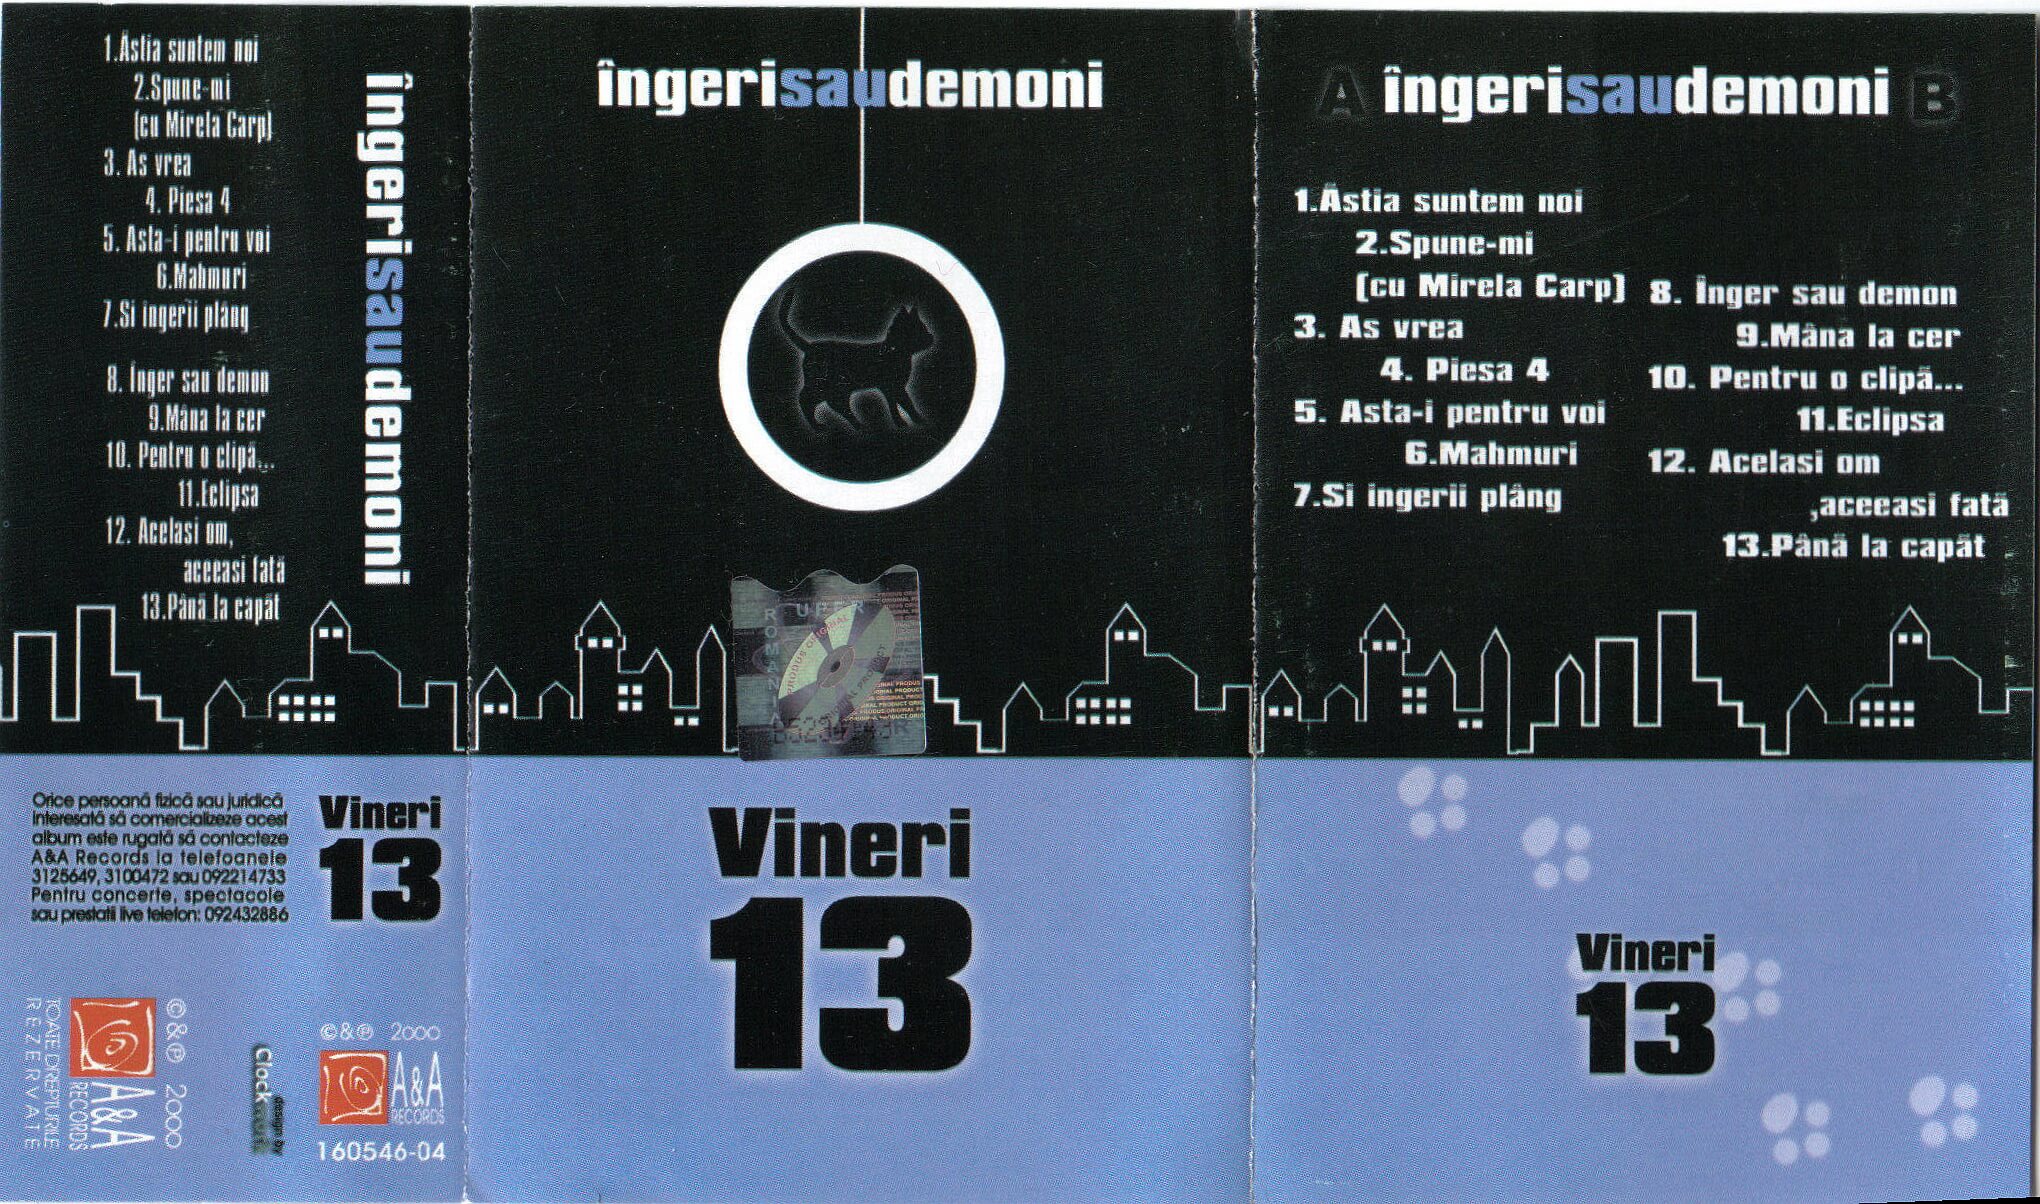 1.Ăstia suntem noi
2.Spune-mi
(cu Mirela Carp)
3. As vrea
4. Piesa 4
5. Asta-i pentru voi
6.Mahmuri
7.Si ingerii plâng
8. Înger sau demon
9.Mâna la cer
10. Pentru o clipă...
11.Eclipsa
12. Acelasi om,
aceeasi fată
13.Până la capăt
îngerisaudemoni
Orice persoană fizică sau juridică
interesată să comercializeze acest
album este rugată să contacteze
A&A Records la telefoanele
3125649, 3100472 sau 092214733
Pentru concerte, spectacole
sau prestatii live telefon: 092432886
Vineri
13
©&℗ 2000
A&A
RECORDS
TOATE DREPTURILE
REZERVATE
design by
©&℗ 2000
A&A
RECORDS
160546-04
îngerisaudemoni
PRODUS ORIGINAL
Vineri
13
A îngerisaudemoni B
1.Ăstia suntem noi
2.Spune-mi
(cu Mirela Carp)
3. As vrea
4. Piesa 4
5. Asta-i pentru voi
6.Mahmuri
7.Si ingerii plâng
8. Înger sau demon
9.Mâna la cer
10. Pentru o clipă...
11.Eclipsa
12. Acelasi om
,aceeasi fată
13.Până la capăt
Vineri
13